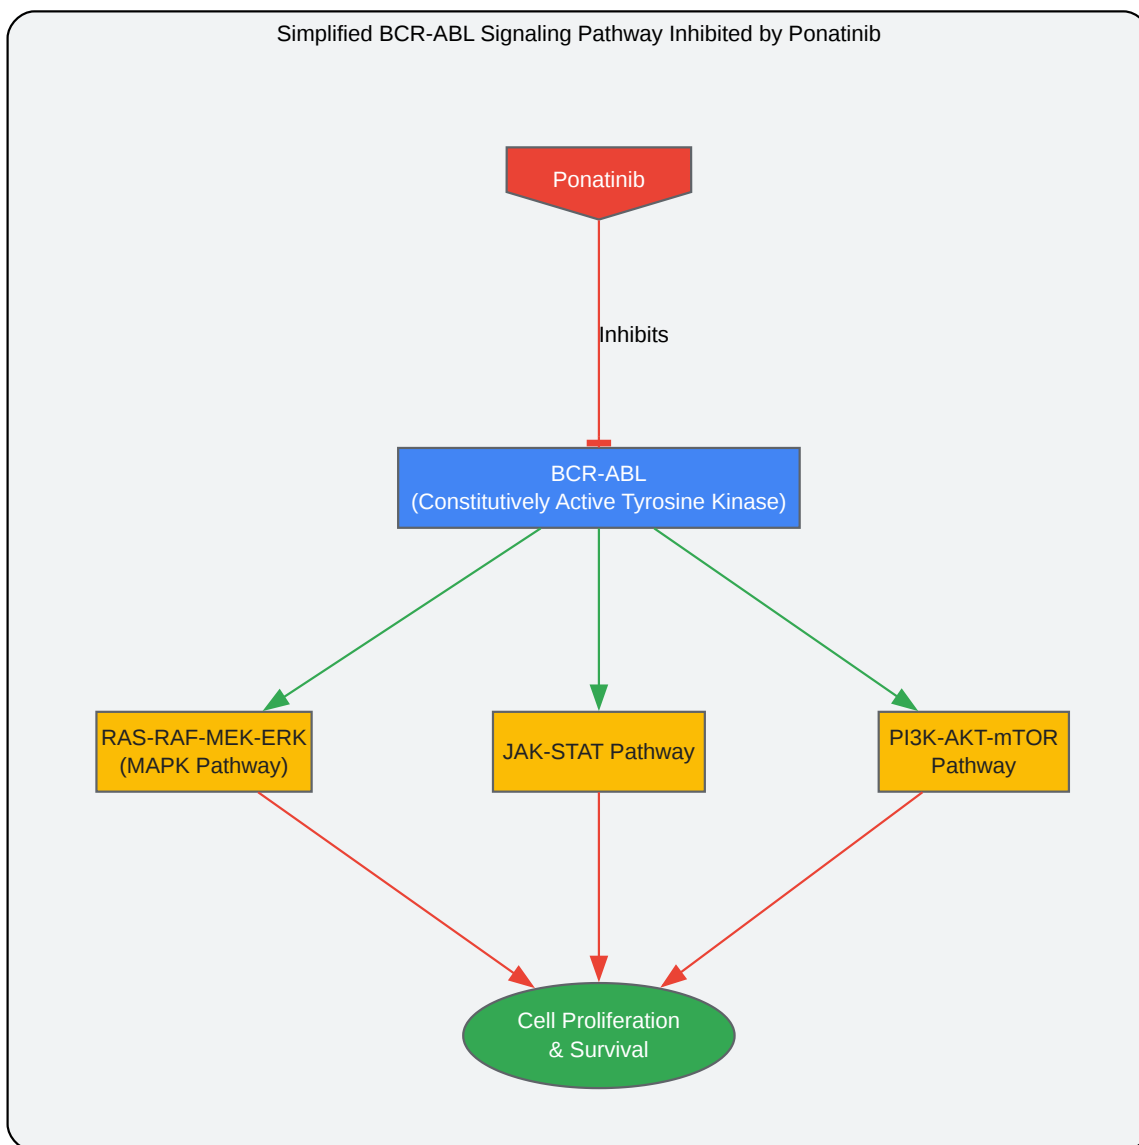 Simplified BCR-ABL Signaling Pathway Inhibited by Ponatinib
Ponatinib
Inhibits
BCR-ABL
(Constitutively Active Tyrosine Kinase)
RAS-RAF-MEK-ERK
(MAPK Pathway)
JAK-STAT Pathway
PI3K-AKT-mTOR
Pathway
Cell Proliferation
& Survival